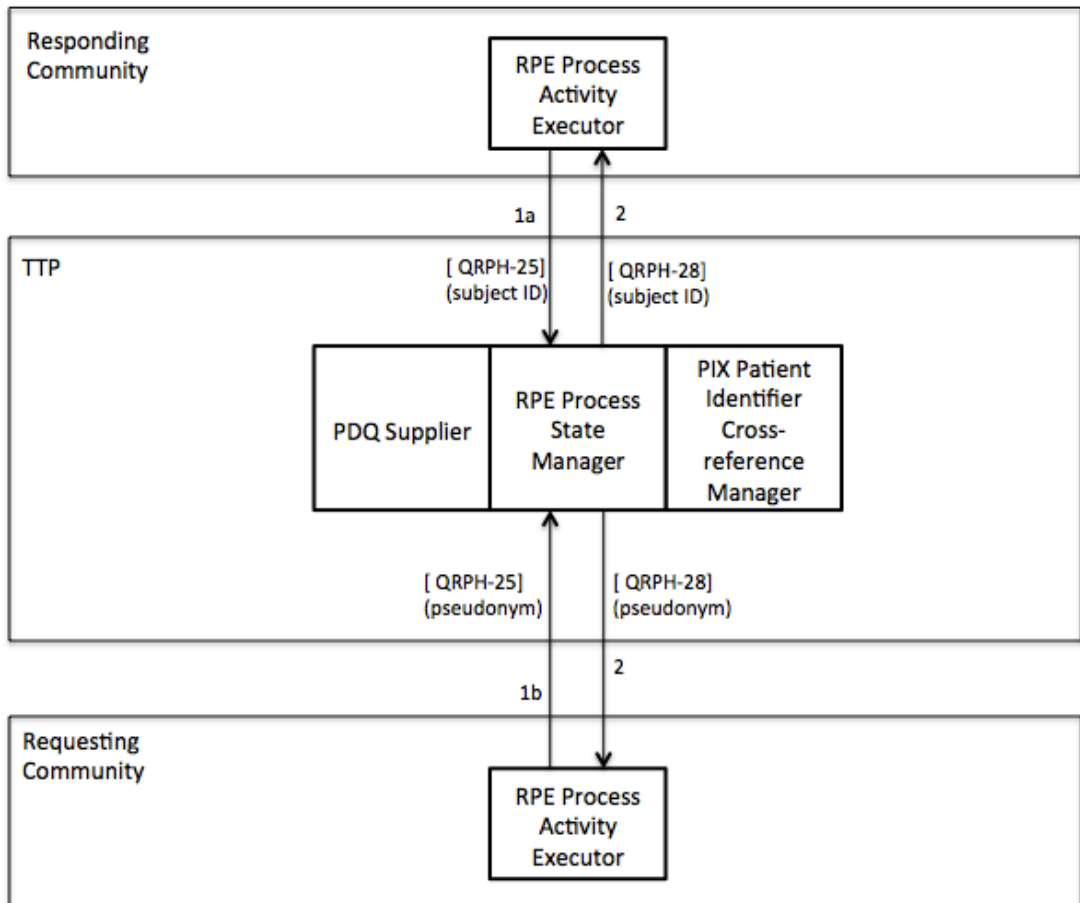 Responding
Community
RPE Process
Activity
Executor
1a
2
TTP
[ QRPH-25]
(subject ID)
[ QRPH-28]
(subject ID)
PDQ Supplier
RPE Process
State
Manager
PIX Patient
Identifier
Cross-
reference
Manager
[ QRPH-25]
(pseudonym)
[ QRPH-28]
(pseudonym)
1b
2
Requesting
Community
RPE Process
Activity
Executor